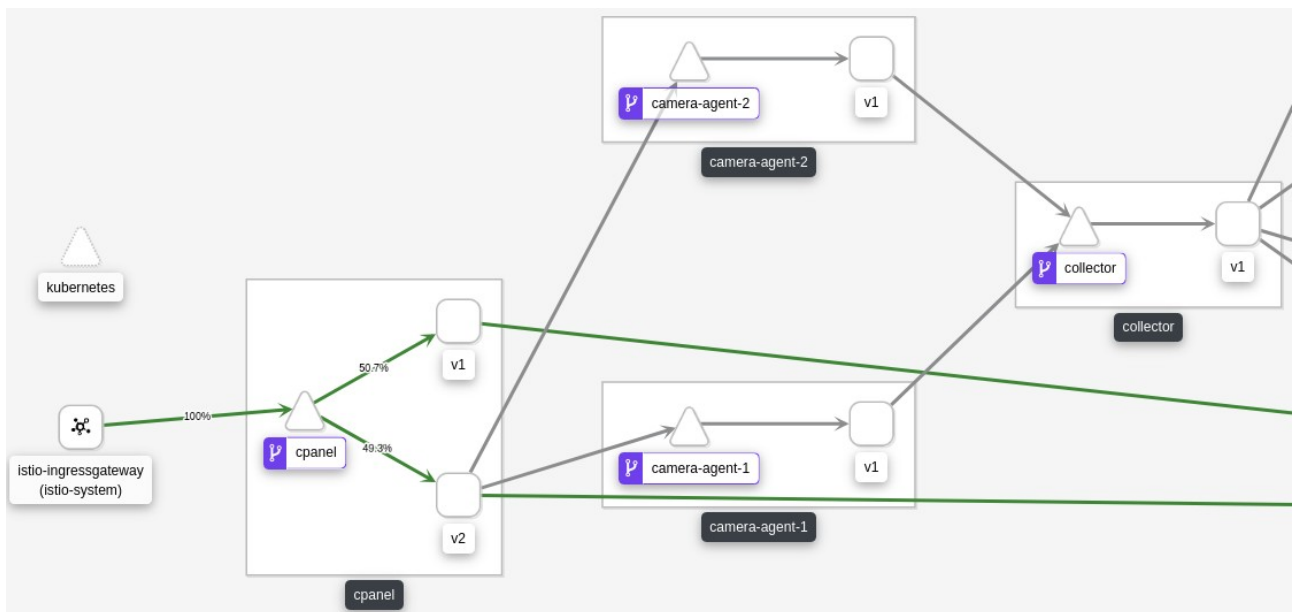 camera-agent-2
v1
camera-agent-2
kubernetes
collector
v1
collector
v1
50.7%
100%
49.3%
cpanel
istio-ingressgateway
(istio-system)
camera-agent-1
v1
camera-agent-1
v2
cpanel